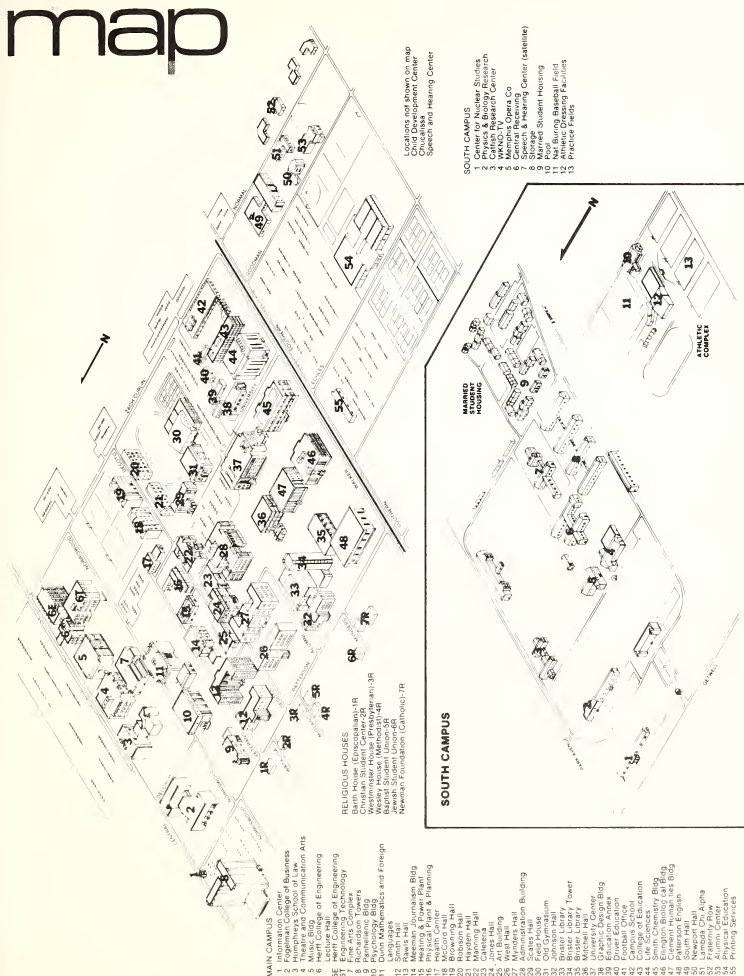 map
Locations not shown on map
Child Development Center
Chucalissa
Speech and Hearing Center
SOUTH CAMPUS
1 Center for Nuclear Studies
2 Physics & Biology Research
3. Catfish Research Center
4 WKNO-TV
5 Memphis Opera Co
6 Central Receiving
7 Speech & Hearing Center (satellite)
8 Storage
9 Married Student Housing
10 Pool
11 Nat Buring Baseball Field
12 Athletic Dressing Facilities
13 Practice Fields
RELIGIOUS HOUSES
Barth House (Episcopalian)-1R
Christian Student Center-2R
Westminster House (Presbyterian)-3R
Wesley House (Methodist)-4R
Baptist Student Union-5R
Jewish Student Union-6R
Newman Foundation (Catholic)-7R
MAIN CAMPUS
1 Information Center
2 Fogelman College of Business
3 Humphreys School of Law
4 Theatre and Communication Arts
5 Music Bldg
6 Herff College of Engineering
Lecture Hall
6E Herff College of Engineering
6T Engineering Technology
7 Fine Arts Complex
8 Richardson Towers
9 Panhellenic Bldg
10 Psychology Bldg
11 Dunn Mathematics and Foreign
Languages
12 Smith Hall
13 Rawls Hall
14 Meeman Journalism Bldg
15 Heating & Power Plant
16 Physical Plant & Planning
17 Health Center
18 McCord Hall
19 Browning Hall
20 Robison Hall
21 Hayden Hall
22 Manning Hall
23 Cafeteria
24 Jones Hall
25 Art Building
26 West Hall
27 Mynders Hall
28 Administration Building
29 Scates Hall
30 Field House
31 Old Gymnasium
32 Johnson Hall
33 Brister Library
34 Brister Library Tower
35 Brister Library
36 Mitchell Hall
37 University Center
38 Graphic Design Bldg
39 Education Annex
40 Driver Education
41 Football Office
42 Campus School
43 College of Education
44 Life Sciences
45 Smith Chemistry Bldg
46 Ellington Biological Bldg
47 Clement Humanities Bldg
48 Patterson English
49 South Hall
50 Newport Hall
51 Lambda Chi Alpha
52 Fraternity Row
53 Alumni Center
54 Physical Education
55 Printing Services
N
ZACH CURLIN
NORMAL
GOODMAN
SOUTHERN
ECCLES
WALKER
PATTERSON
CENTRAL
SOUTH CAMPUS
MARRIED
STUDENT
HOUSING
ATHLETIC
COMPLEX
GETWELL
N